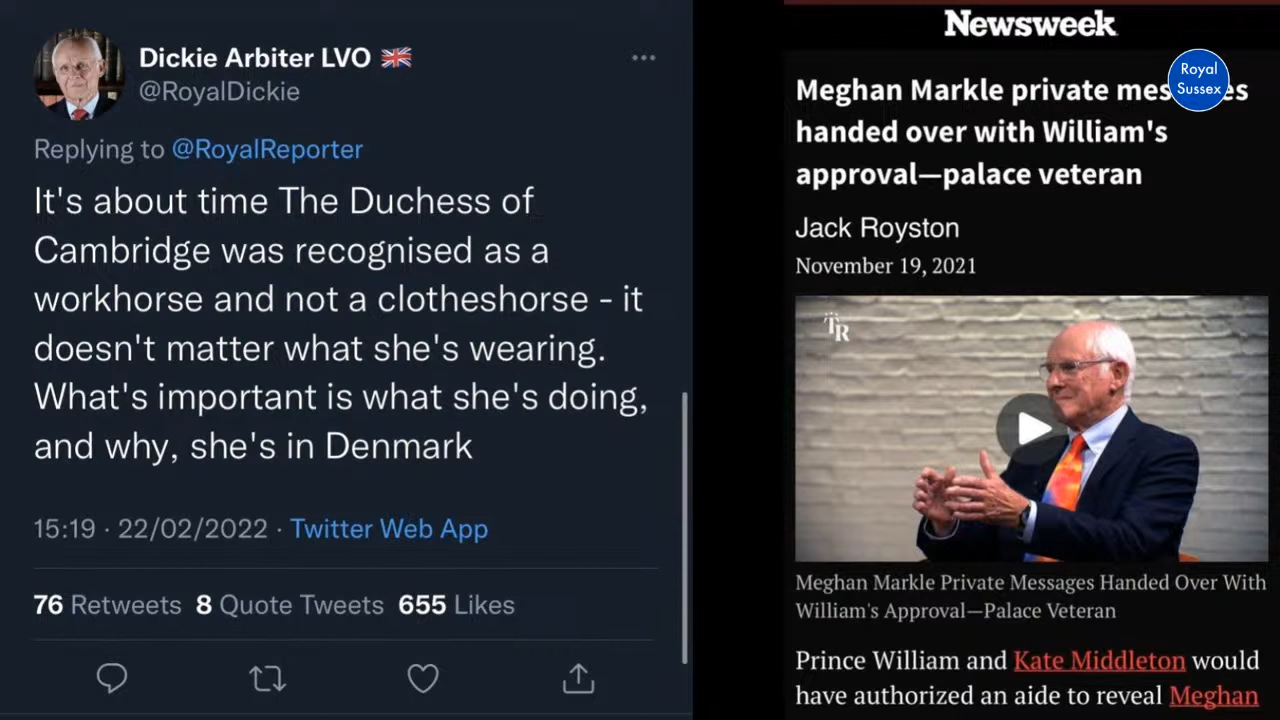 Dickie Arbiter LVO 🇬🇧
@RoyalDickie
Replying to @RoyalReporter
It's about time The Duchess of
Cambridge was recognised as a
workhorse and not a clotheshorse - it
doesn't matter what she's wearing.
What's important is what she's doing,
and why, she's in Denmark
15:19 · 22/02/2022 · Twitter Web App
76 Retweets 8 Quote Tweets 655 Likes
Newsweek
Royal
Sussex
Meghan Markle private
handed over with William's
approval—palace veteran
Jack Royston
November 19, 2021
TR
Meghan Markle Private Messages Handed Over With
William's Approval—Palace Veteran
Prince William and Kate Middleton would
have authorized an aide to reveal Meghan